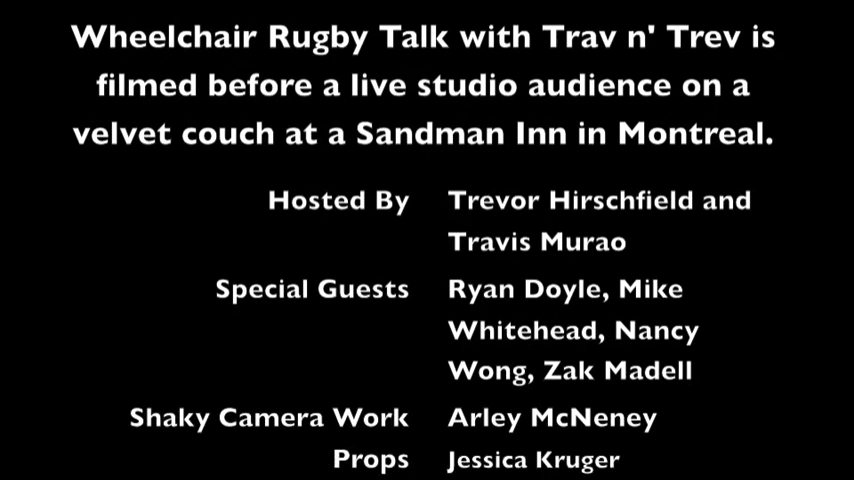 Wheelchair Rugby Talk with Trav n' Trev is
filmed before a live studio audience on a
velvet couch at a Sandman Inn in Montreal.
Hosted By Trevor Hirschfield and
Travis Murao
Special Guests Ryan Doyle, Mike
Whitehead, Nancy
Wong, Zak Madell
Shaky Camera Work Arley McNeney
Props Jessica Kruger